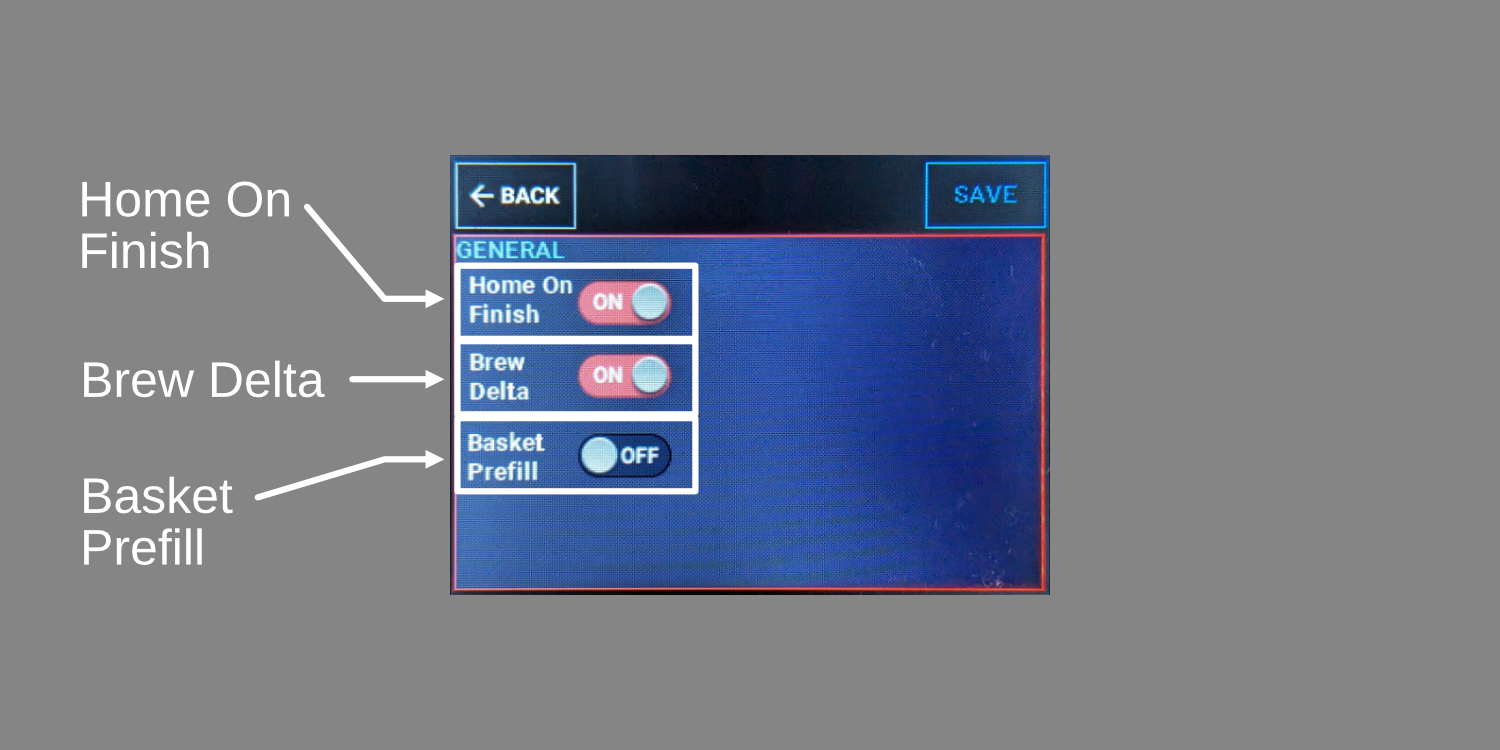 Home On
Finish
Brew Delta
Basket
Prefill
← BACK
SAVE
GENERAL
Home On
Finish
ON
Brew
Delta
ON
Basket
Prefill
OFF